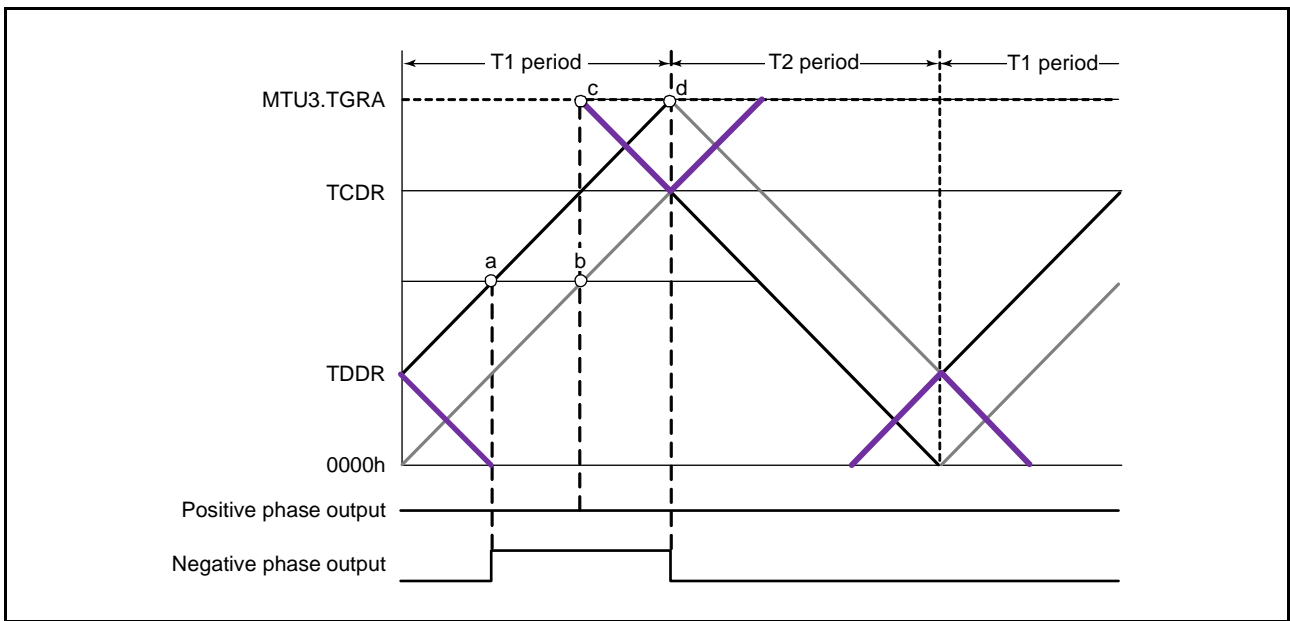 T1 period T2 period T1 period
MTU3.TGRA c d
TCDR
a b
TDDR
0000h
Positive phase output
Negative phase output